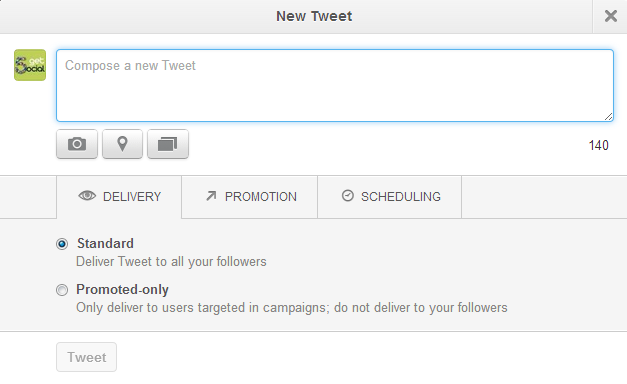 New Tweet
get
Social
Compose a new Tweet
140
DELIVERY
PROMOTION
SCHEDULING
Standard
Deliver Tweet to all your followers
Promoted-only
Only deliver to users targeted in campaigns; do not deliver to your followers
Tweet